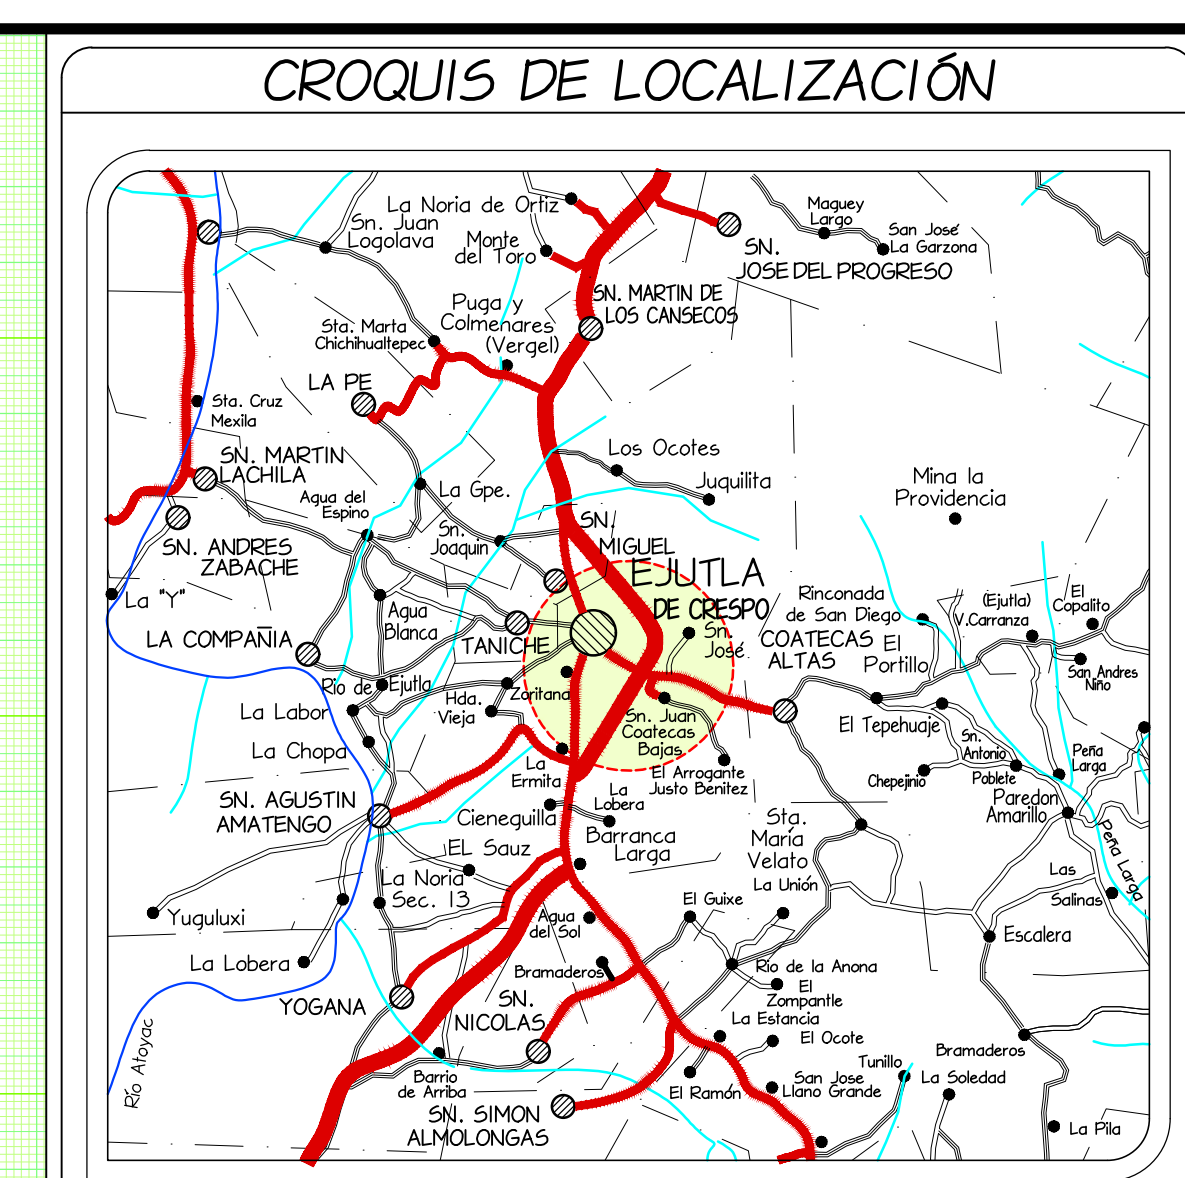 CROQUIS DE LOCALIZACIÓN
La Noria de Ortiz
Sn. Juan
Logolava
Monte
del Toro
Maguey
Largo
San José
La Garzona
SN.
JOSE DEL PROGRESO
SN. MARTIN DE
LOS CANSECOS
Puga y
Colmenares
(Vergel)
Sta. Marta
Chichihualtepec
LA PE
Sta. Cruz
Mexila
SN. MARTIN
LACHILA
Los Ocotes
Juquilita
Mina la
Providencia
Agua del
Espino
La Gpe.
Sn.
Joaquin
SN.
MIGUEL
SN. ANDRES
ZABACHE
EJUTLA
DE CRESPO
La "Y"
Agua
Blanca
LA COMPAÑIA
TANICHE
Sn.
José
Rinconada
de San Diego
COATECAS
ALTAS
El
Portillo
(Ejutla)
V.Carranza
El
Copalito
San Andres
Niño
Rio de Ejutla
Hda.
Vieja
Zoritana
La Labor
La Chopa
Sn. Juan
Coatecas
Bajas
El Tepehuaje
Sn.
Antonio
Peña
Larga
La
Ermita
El Arrogante
Justo Benitez
Chepejinio
Poblete
Paredon
Amarillo
SN. AGUSTIN
AMATENGO
Cieneguilla
La
Lobera
Barranca
Larga
Sta.
María
Velato
Peña Larga
EL Sauz
La Noria
Sec. 13
La Unión
El Guixe
Las
Salinas
Yuguluxi
Agua
del Sol
Escalera
La Lobera
Bramaderos
Rio de la Anona
El
Zompantle
YOGANA
SN.
NICOLAS
La Estancia
El Ocote
Río Atoyac
Bramaderos
Tunillo
Barrio
de Arriba
El Ramón
San Jose
Llano Grande
La Soledad
SN. SIMON
ALMOLONGAS
La Pila